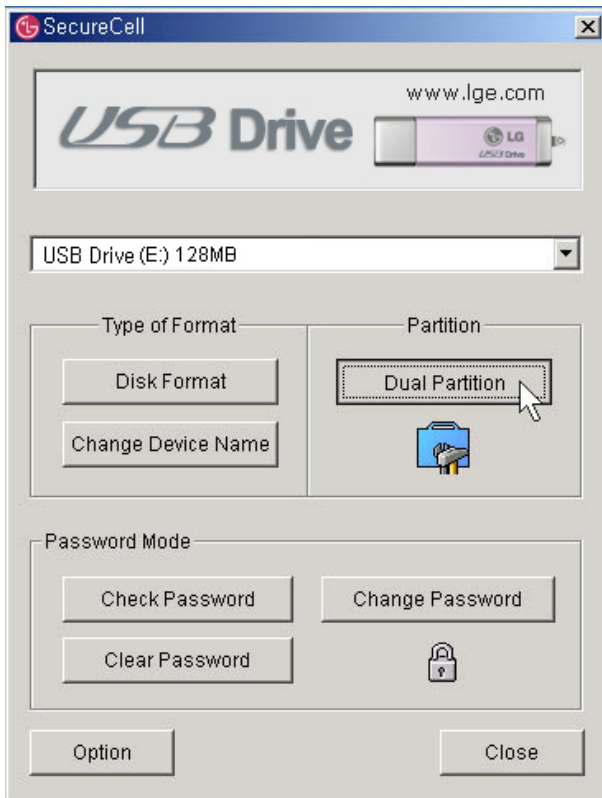 SecureCell
www.lge.com
USB Drive
LG
USB Drive
USB Drive (E:) 128MB
Type of Format
Partition
Disk Format
Dual Partition
Change Device Name
Password Mode
Check Password
Change Password
Clear Password
Option
Close